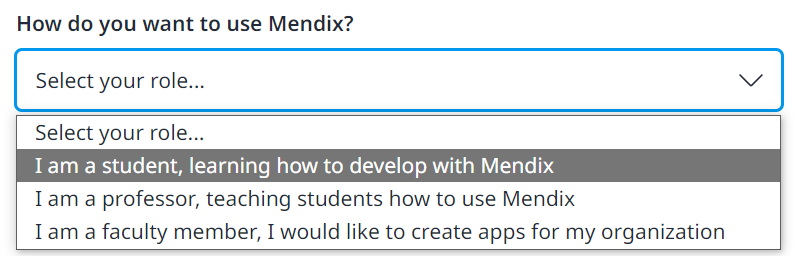 How do you want to use Mendix?
Select your role...
Select your role...
I am a student, learning how to develop with Mendix
I am a professor, teaching students how to use Mendix
I am a faculty member, I would like to create apps for my organization